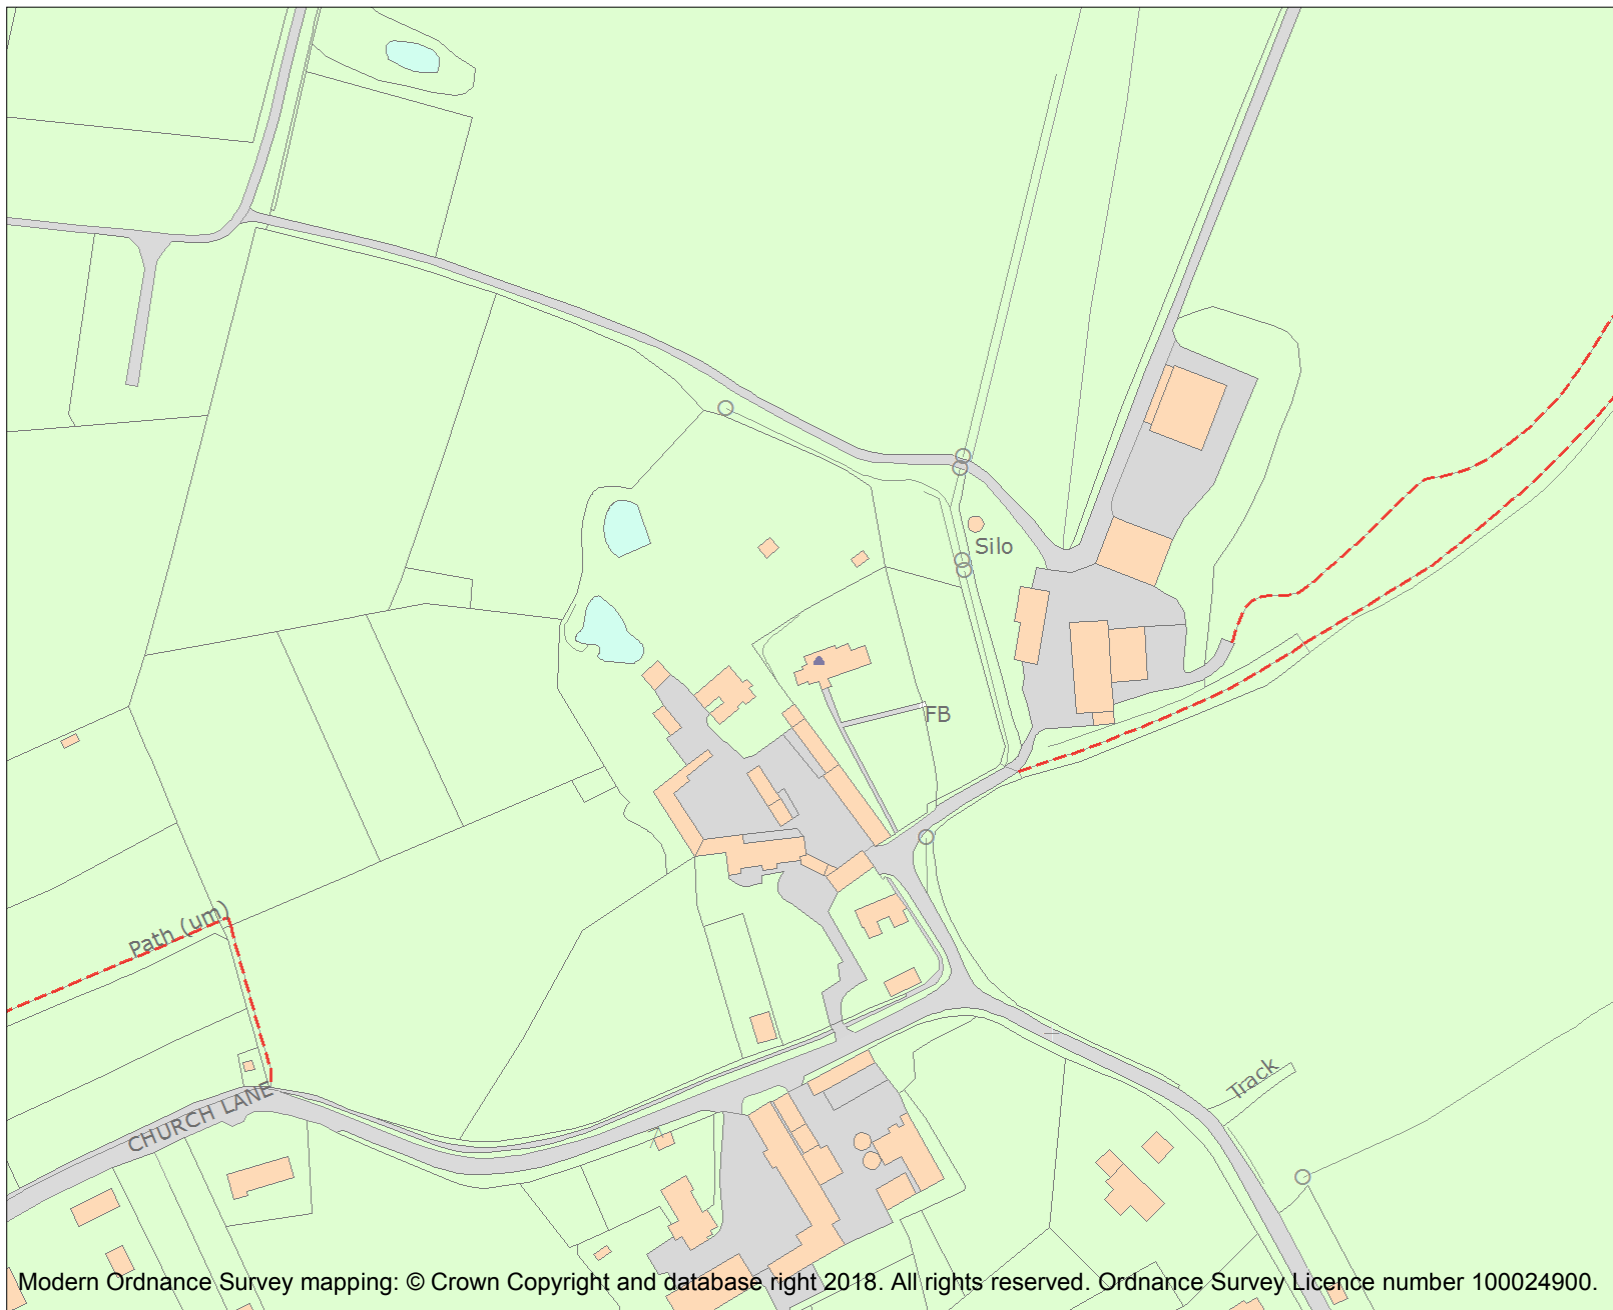 Silo
FB
Path (um)
Track
CHURCH LANE
Modern Ordnance Survey mapping: © Crown Copyright and database right 2018. All rights reserved. Ordnance Survey Licence number 100024900.